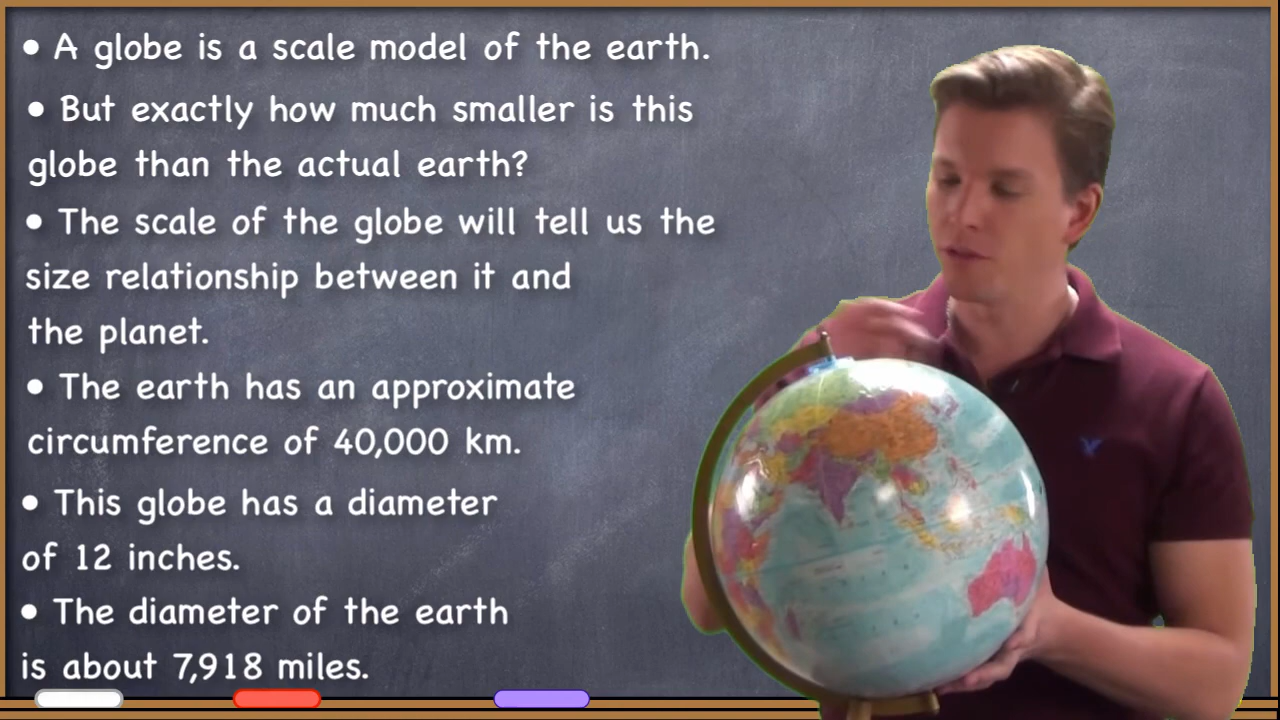 • A globe is a scale model of the earth.
• But exactly how much smaller is this
globe than the actual earth?
• The scale of the globe will tell us the
size relationship between it and
the planet.
• The earth has an approximate
circumference of 40,000 km.
• This globe has a diameter
of 12 inches.
• The diameter of the earth
is about 7,918 miles.